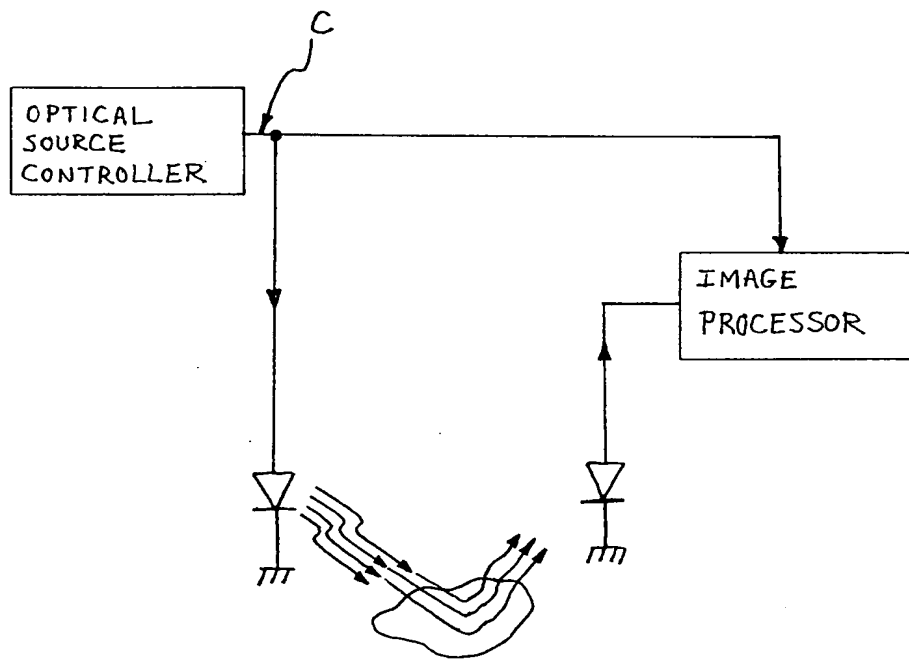 C
OPTICAL
SOURCE
CONTROLLER
IMAGE
PROCESSOR